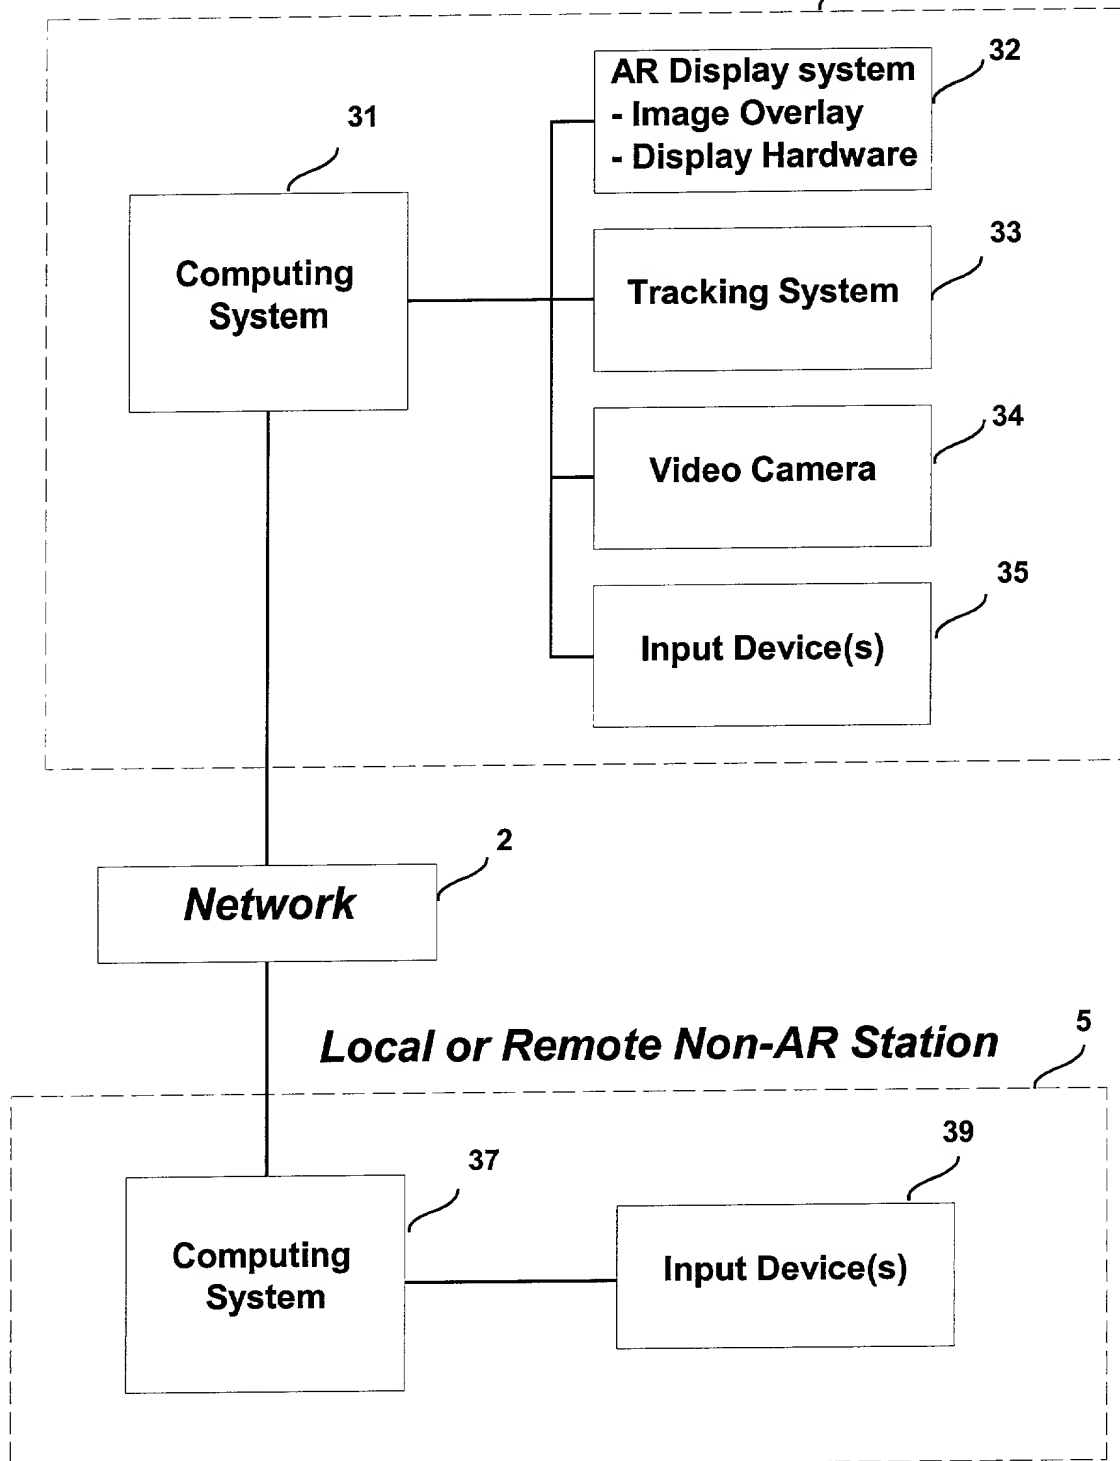 32
AR Display system
- Image Overlay
- Display Hardware
31
33
Computing
System
Tracking System
34
Video Camera
35
Input Device(s)
2
Network
5
Local or Remote Non-AR Station
39
37
Computing
System
Input Device(s)